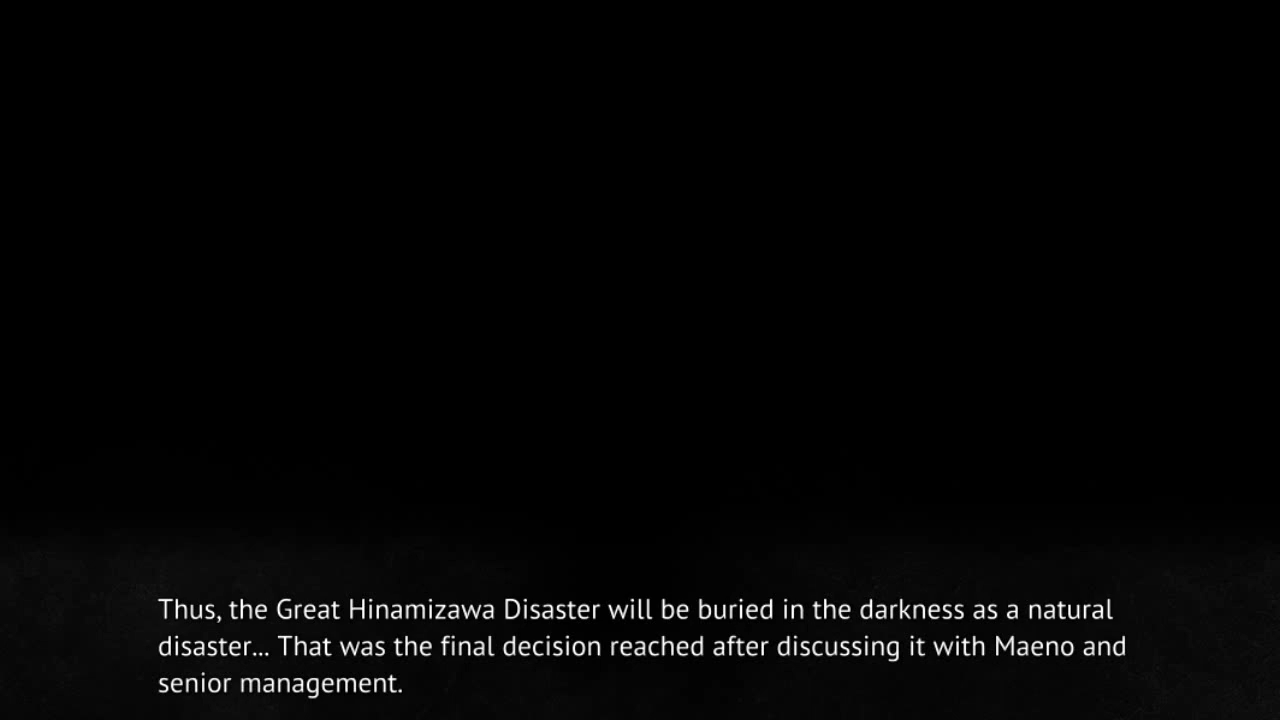 Thus, the Great Hinamizawa Disaster will be buried in the darkness as a natural
disaster... That was the final decision reached after discussing it with Maeno and
senior management.